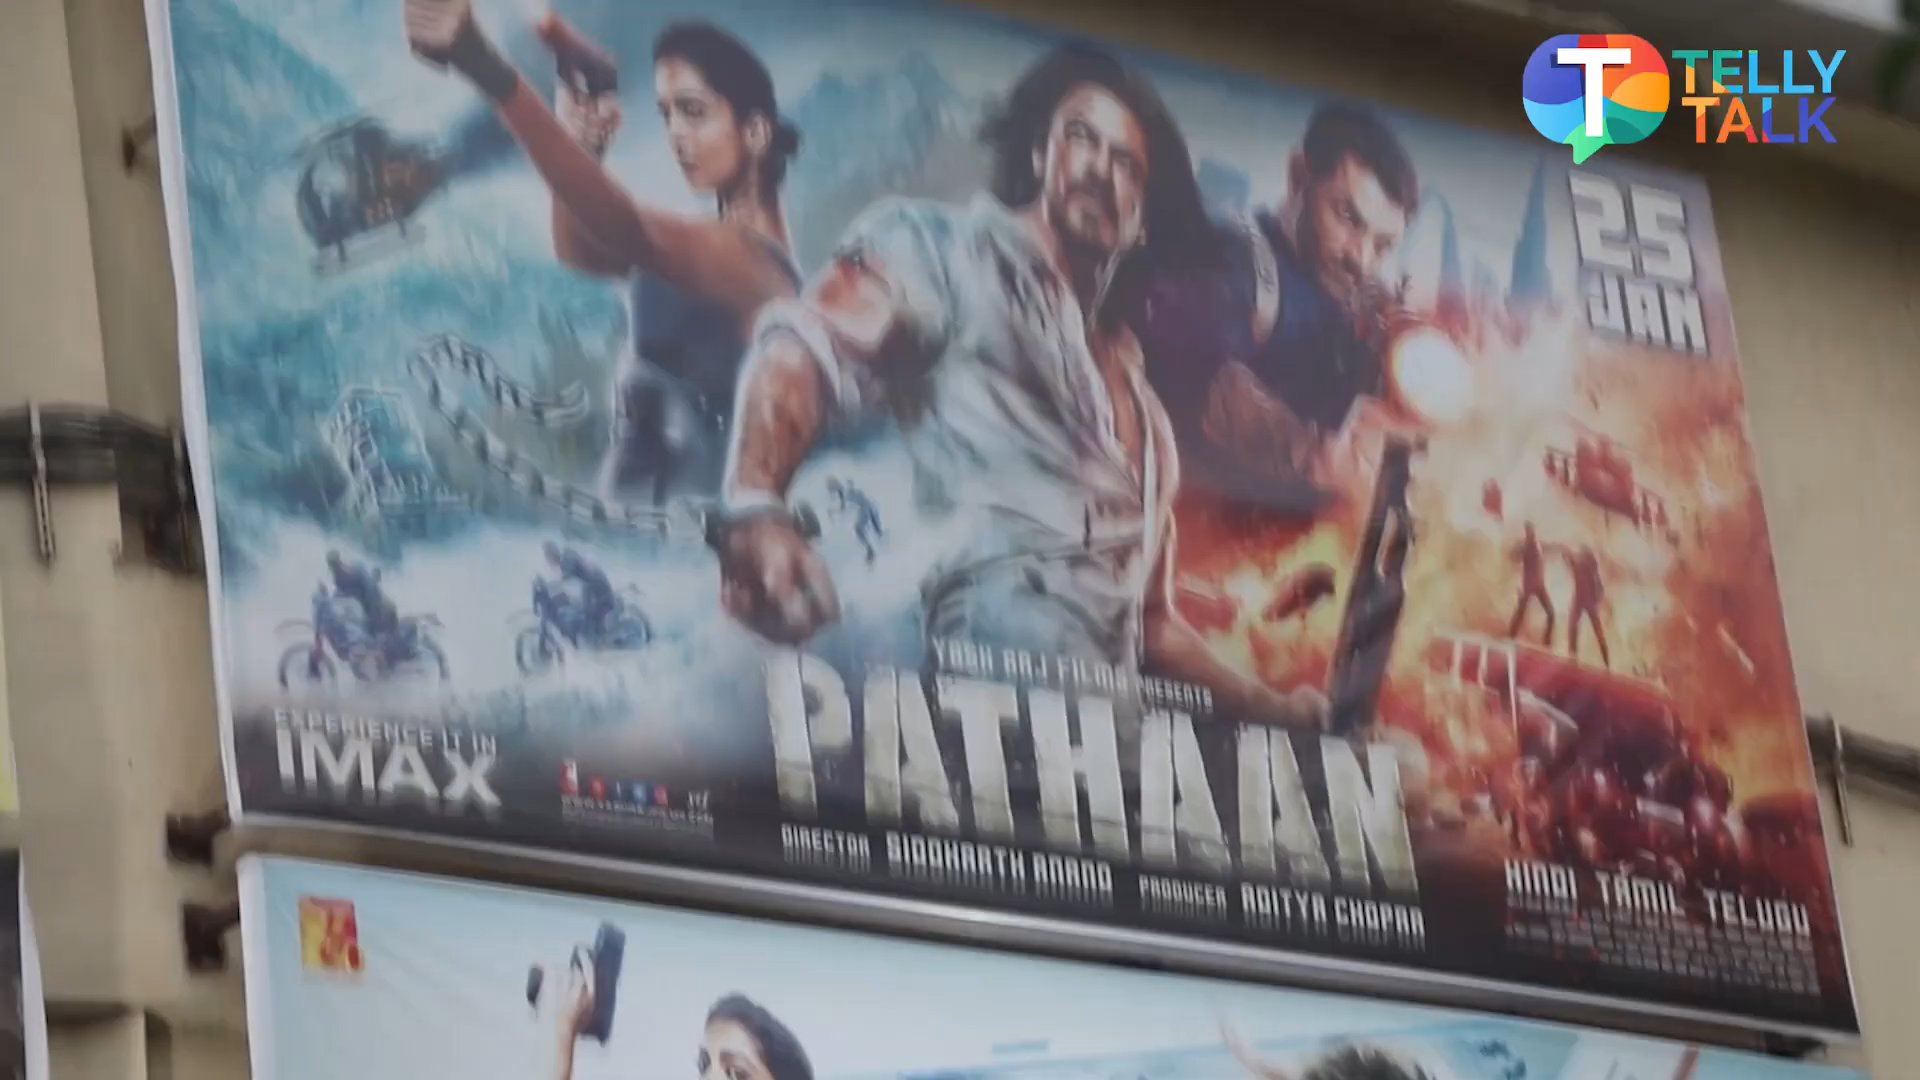 TELLY
TALK
25
JAN
YASH RAJ FILMS PRESENTS
PATHAAN
EXPERIENCE IT IN
IMAX
DIRECTOR SIDDHARTH ANAND PRODUCER ADITYA CHOPRA
HINDI TAMIL TELUGU